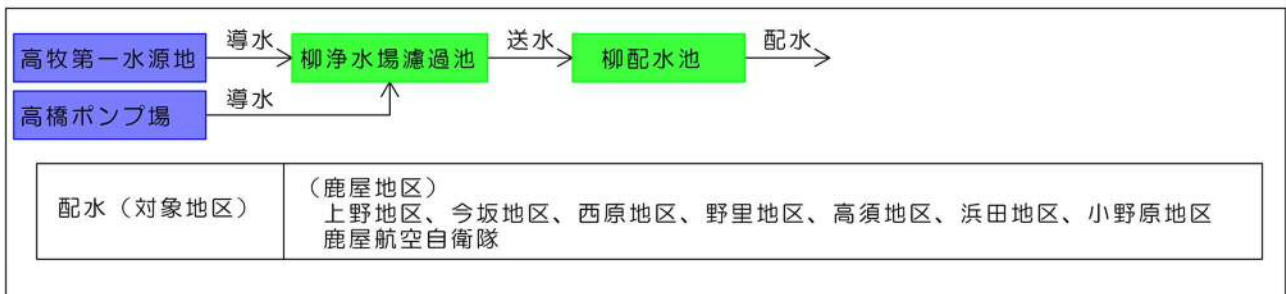 高牧第一水源地
導水
柳浄水場濾過池
送水
柳配水池
配水
高橋ポンプ場
導水
配水（対象地区）
（鹿屋地区）
上野地区、今坂地区、西原地区、野里地区、高須地区、浜田地区、小野原地区
鹿屋航空自衛隊